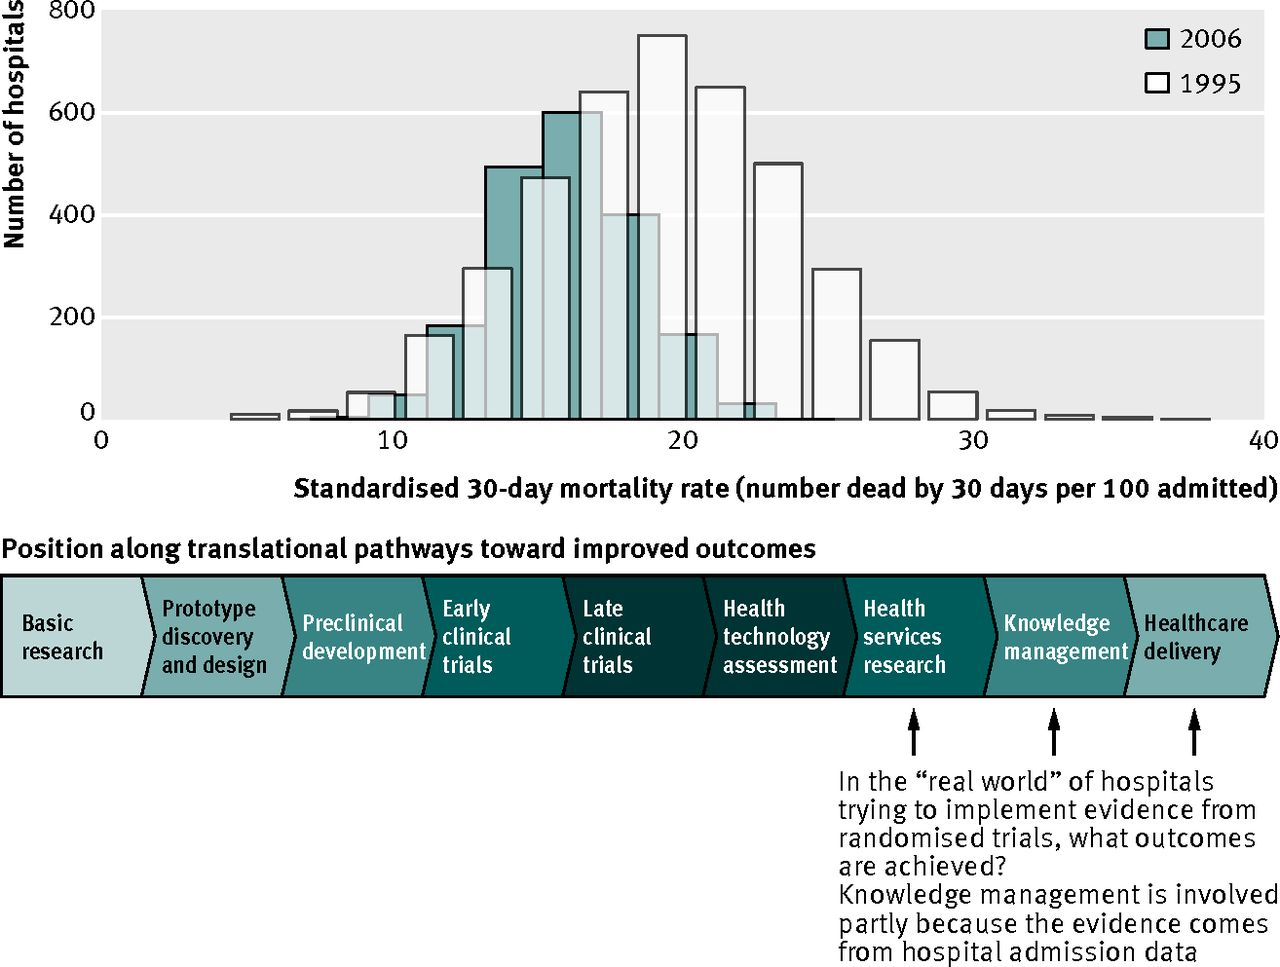 Number of hospitals
800
600
400
200
0
2006
1995
0 10 20 30 40
Standardised 30-day mortality rate (number dead by 30 days per 100 admitted)
Position along translational pathways toward improved outcomes
Basic
research
Prototype
discovery
and design
Preclinical
development
Early
clinical
trials
Late
clinical
trials
Health
technology
assessment
Health
services
research
Knowledge
management
Healthcare
delivery
In the “real world” of hospitals
trying to implement evidence from
randomised trials, what outcomes
are achieved?
Knowledge management is involved
partly because the evidence comes
from hospital admission data